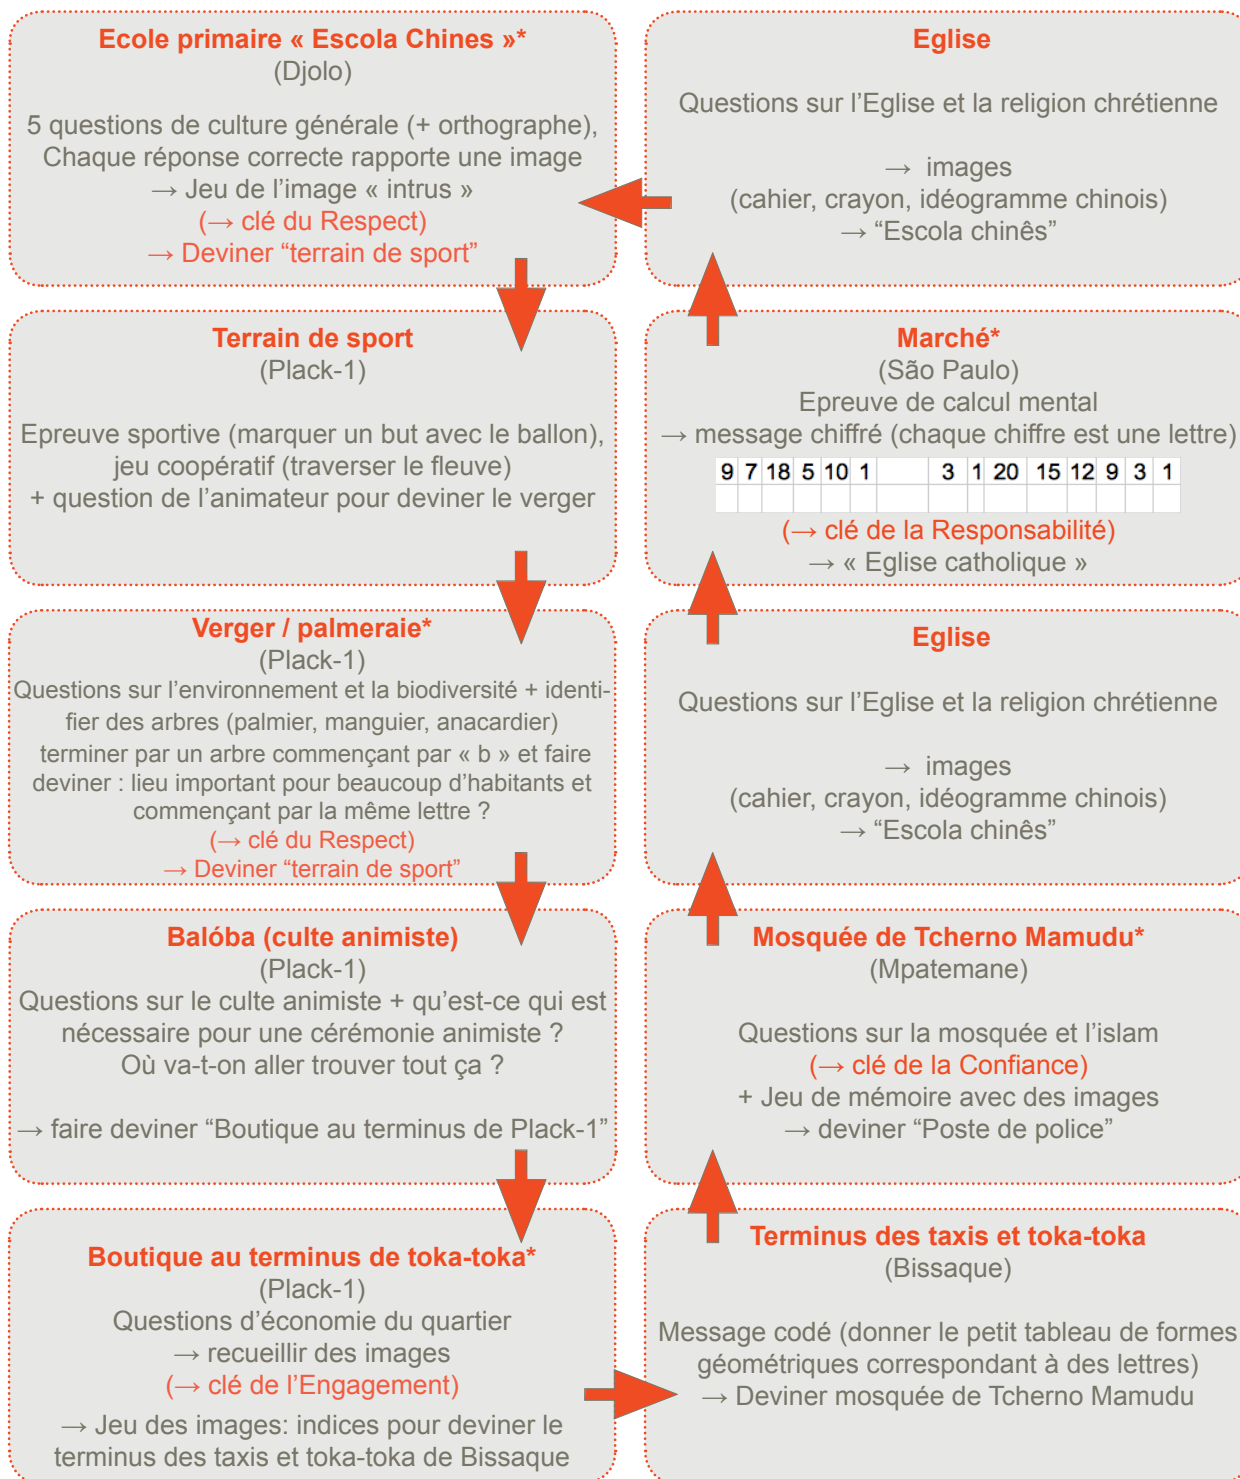 Ecole primaire « Escola Chines »*
(Djolo)
5 questions de culture générale (+ orthographe),
Chaque réponse correcte rapporte une image
→ Jeu de l’image « intrus »
(→ clé du Respect)
→ Deviner “terrain de sport”
Terrain de sport
(Plack-1)
Epreuve sportive (marquer un but avec le ballon),
jeu coopératif (traverser le fleuve)
+ question de l’animateur pour deviner le verger
Verger / palmeraie*
(Plack-1)
Questions sur l’environnement et la biodiversité + identi-
fier des arbres (palmier, manguier, anacardier)
terminer par un arbre commençant par « b » et faire
deviner : lieu important pour beaucoup d’habitants et
commençant par la même lettre ?
(→ clé du Respect)
→ Deviner “terrain de sport”
Balóba (culte animiste)
(Plack-1)
Questions sur le culte animiste + qu’est-ce qui est
nécessaire pour une cérémonie animiste ?
Où va-t-on aller trouver tout ça ?
→ faire deviner “Boutique au terminus de Plack-1”
Boutique au terminus de toka-toka*
(Plack-1)
Questions d’économie du quartier
→ recueillir des images
(→ clé de l’Engagement)
→ Jeu des images: indices pour deviner le
terminus des taxis et toka-toka de Bissaque
Eglise
Questions sur l’Eglise et la religion chrétienne
→ images
(cahier, crayon, idéogramme chinois)
→ “Escola chinês”
Marché*
(São Paulo)
Epreuve de calcul mental
→ message chiffré (chaque chiffre est une lettre)
9 7 18 5 10 1 3 1 20 15 12 9 3 1
(→ clé de la Responsabilité)
→ « Eglise catholique »
Eglise
Questions sur l’Eglise et la religion chrétienne
→ images
(cahier, crayon, idéogramme chinois)
→ “Escola chinês”
Mosquée de Tcherno Mamudu*
(Mpatemane)
Questions sur la mosquée et l’islam
(→ clé de la Confiance)
+ Jeu de mémoire avec des images
→ deviner “Poste de police”
Terminus des taxis et toka-toka
(Bissaque)
Message codé (donner le petit tableau de formes
géométriques correspondant à des lettres)
→ Deviner mosquée de Tcherno Mamudu